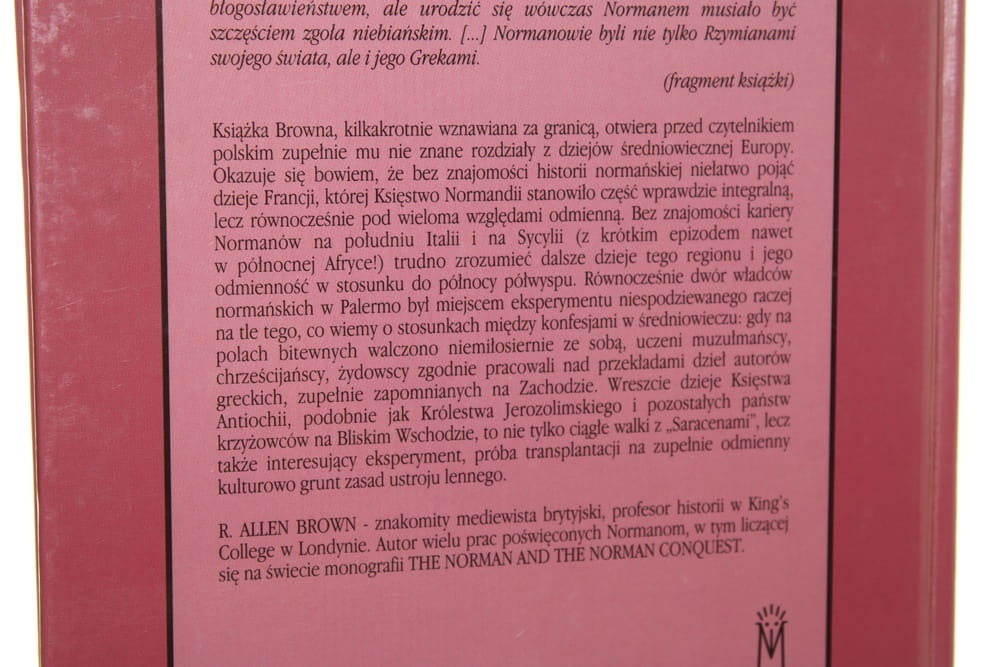 błogosławieństwem, ale urodzić się wówczas Normanem musiało być
szczęściem zgoła niebiańskim. [...] Normanowie byli nie tylko Rzymianami
swojego świata, ale i jego Grekami.
(fragment książki)
Książka Browna, kilkakrotnie wznawiana za granicą, otwiera przed czytelnikiem
polskim zupełnie mu nie znane rozdziały z dziejów średniowiecznej Europy.
Okazuje się bowiem, że bez znajomości historii normańskiej niełatwo pojąć
dzieje Francji, której Księstwo Normandii stanowiło część wprawdzie integralną,
lecz równocześnie pod wieloma względami odmienną. Bez znajomości kariery
Normanów na południu Italii i na Sycylii (z krótkim epizodem nawet
w północnej Afryce!) trudno zrozumieć dalsze dzieje tego regionu i jego
odmienność w stosunku do północy półwyspu. Równocześnie dwór władców
normańskich w Palermo był miejscem eksperymentu niespodziewanego raczej
na tle tego, co wiemy o stosunkach między konfesjami w średniowieczu: gdy na
polach bitewnych walczono niemiłosiernie ze sobą, uczeni muzułmańscy,
chrześcijańscy, żydowscy zgodnie pracowali nad przekładami dzieł autorów
greckich, zupełnie zapomnianych na Zachodzie. Wreszcie dzieje Księstwa
Antiochii, podobnie jak Królestwa Jerozolimskiego i pozostałych państw
krzyżowców na Bliskim Wschodzie, to nie tylko ciągłe walki z „Saracenami”, lecz
także interesujący eksperyment, próba transplantacji na zupełnie odmienny
kulturowo grunt zasad ustroju lennego.
R. ALLEN BROWN - znakomity mediewista brytyjski, profesor historii w King's
College w Londynie. Autor wielu prac poświęconych Normanom, w tym liczącej
się na świecie monografii THE NORMAN AND THE NORMAN CONQUEST.